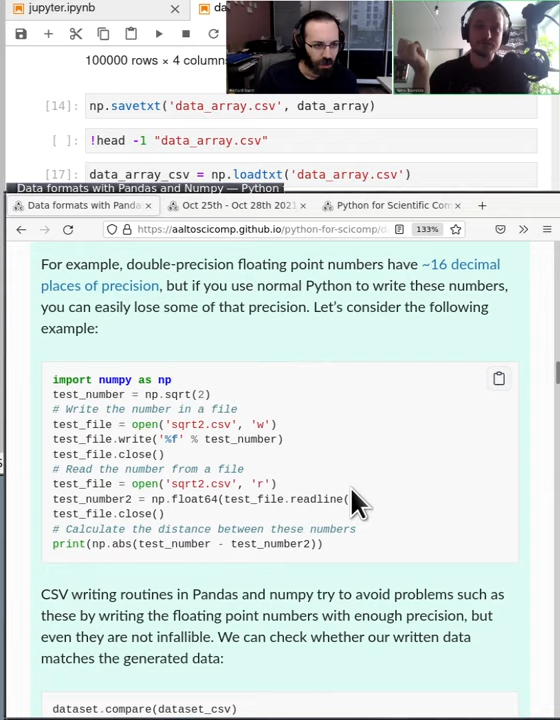 jupyter.ipynb
da
100000 rows × 4 column
[14]:
np.savetxt('data_array.csv', data_array)
[ ]:
!head -1 "data_array.csv"
[17]:
data_array_csv = np.loadtxt('data_array.csv')
Data formats with Pandas and Numpy — Python
Data formats with Pand
Oct 25th - Oct 28th 2021
Python for Scientific Com
https://aaltoscicomp.github.io/python-for-scicomp/d
133%
For example, double-precision floating point numbers have ~16 decimal
places of precision, but if you use normal Python to write these numbers,
you can easily lose some of that precision. Let's consider the following
example:
import numpy as np
test_number = np.sqrt(2)
# Write the number in a file
test_file = open('sqrt2.csv', 'w')
test_file.write('%f' % test_number)
test_file.close()
# Read the number from a file
test_file = open('sqrt2.csv', 'r')
test_number2 = np.float64(test_file.readline(
test_file.close()
# Calculate the distance between these numbers
print(np.abs(test_number - test_number2))
CSV writing routines in Pandas and numpy try to avoid problems such as
these by writing the floating point numbers with enough precision, but
even they are not infallible. We can check whether our written data
matches the generated data:
dataset.compare(dataset_csv)